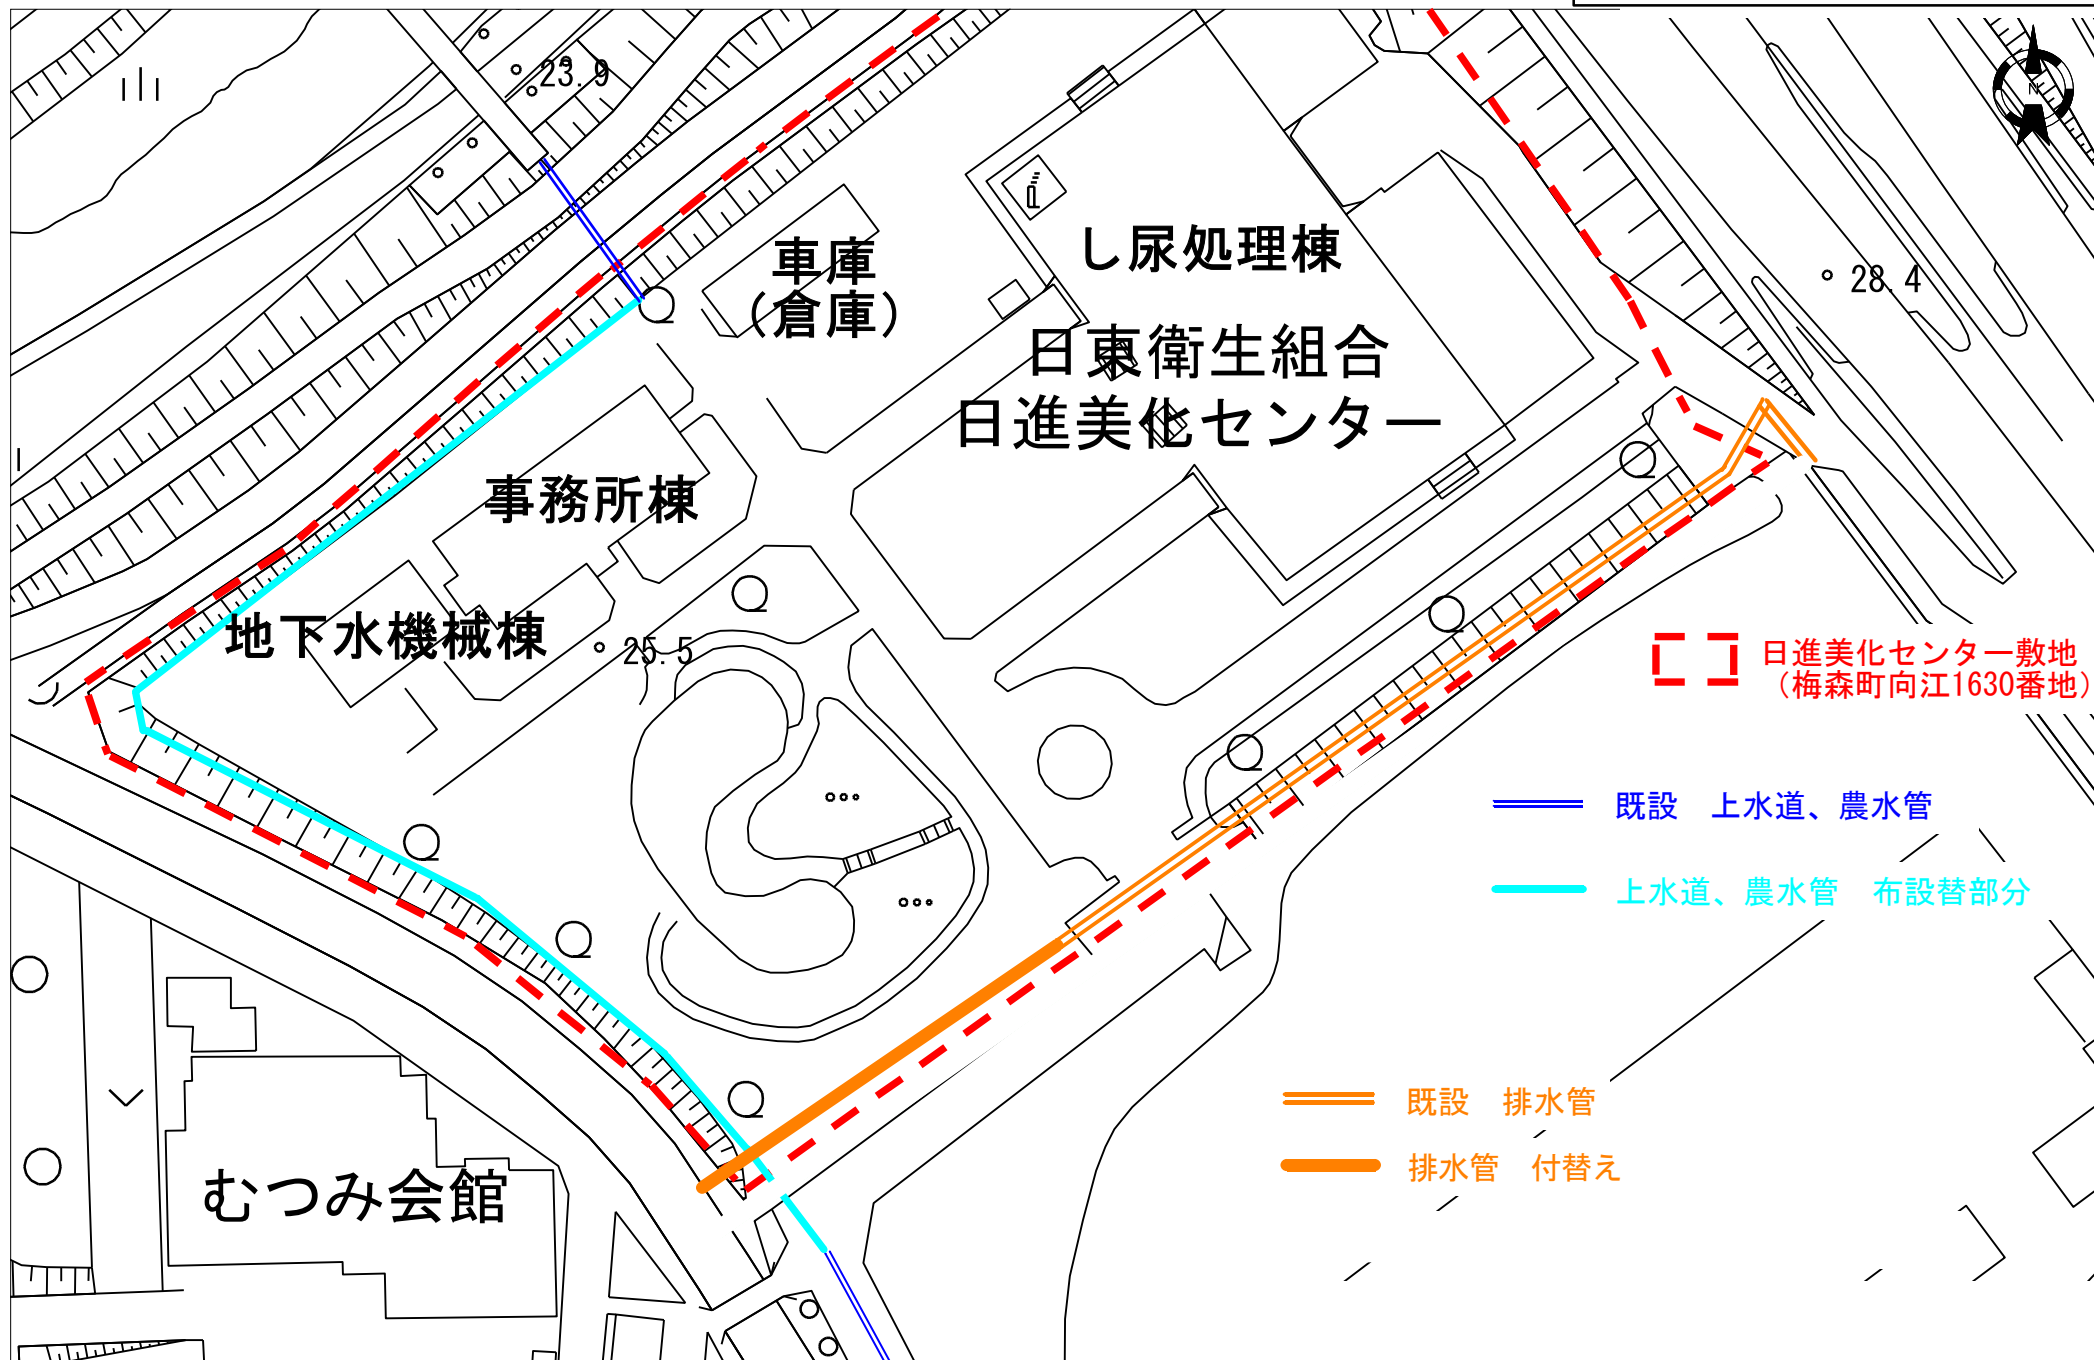 23.9
N
車庫
（倉庫）
し尿処理棟
28.4
日東衛生組合
日進美化センター
事務所棟
地下水機械棟
25.5
日進美化センター敷地
（梅森町向江1630番地）
既設　上水道、農水管
上水道、農水管　布設替部分
既設　排水管
排水管　付替え
むつみ会館